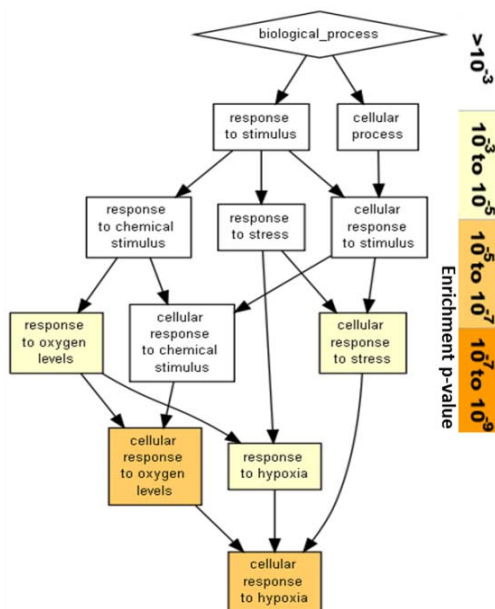 biological_process
response
to stimulus
cellular
process
response
to chemical
stimulus
response
to stress
cellular
response
to stimulus
response
to oxygen
levels
cellular
response
to chemical
stimulus
cellular
response
to stress
cellular
response
to oxygen
levels
response
to hypoxia
cellular
response
to hypoxia
>10⁻³
10⁻³ to 10⁻⁵
10⁻⁵ to 10⁻⁷
10⁻⁷ to 10⁻⁹
Enrichment p-value